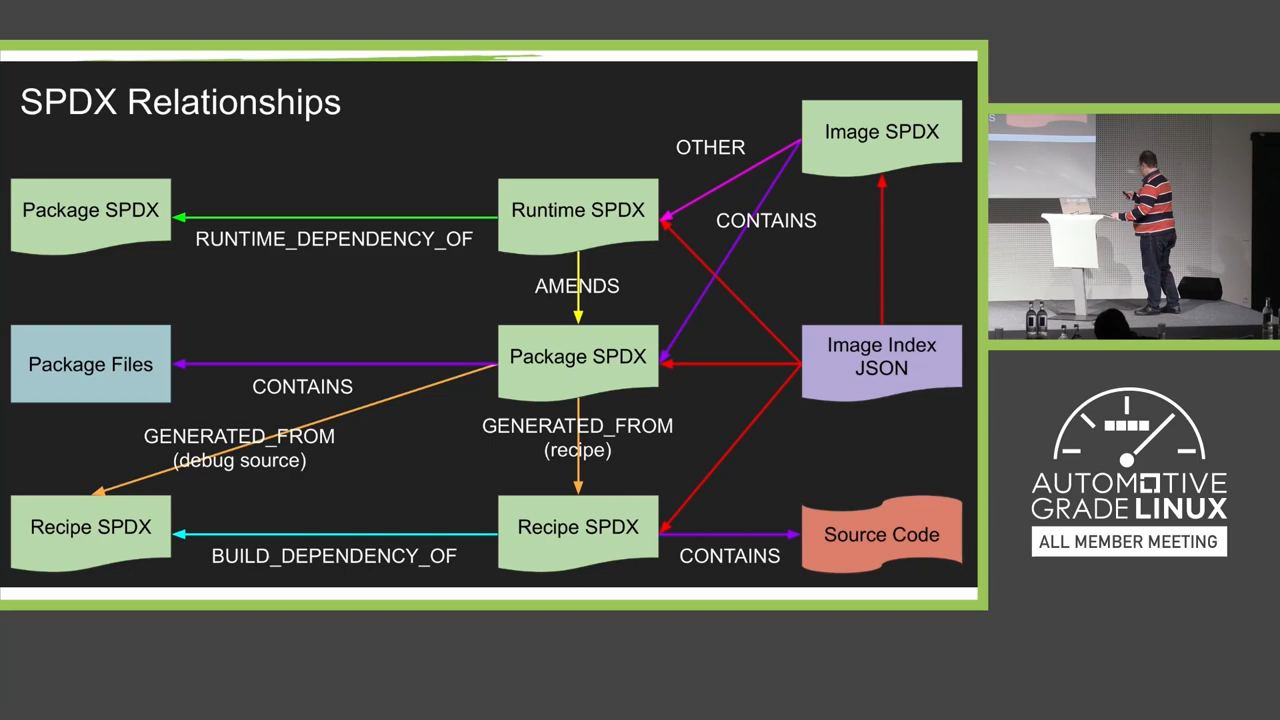 SPDX Relationships
Image SPDX
OTHER
Package SPDX
Runtime SPDX
CONTAINS
RUNTIME_DEPENDENCY_OF
AMENDS
Package Files
Package SPDX
Image Index
JSON
CONTAINS
GENERATED_FROM
(debug source)
GENERATED_FROM
(recipe)
Recipe SPDX
Recipe SPDX
Source Code
BUILD_DEPENDENCY_OF
CONTAINS
AUTOMOTIVE
GRADE LINUX
ALL MEMBER MEETING